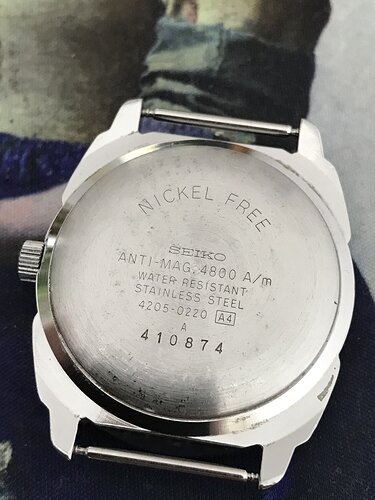 NICKEL FREE
SEIKO
ANTI-MAG. 4800 A/m
WATER RESISTANT
STAINLESS STEEL
4205-0220 A4
A
410874